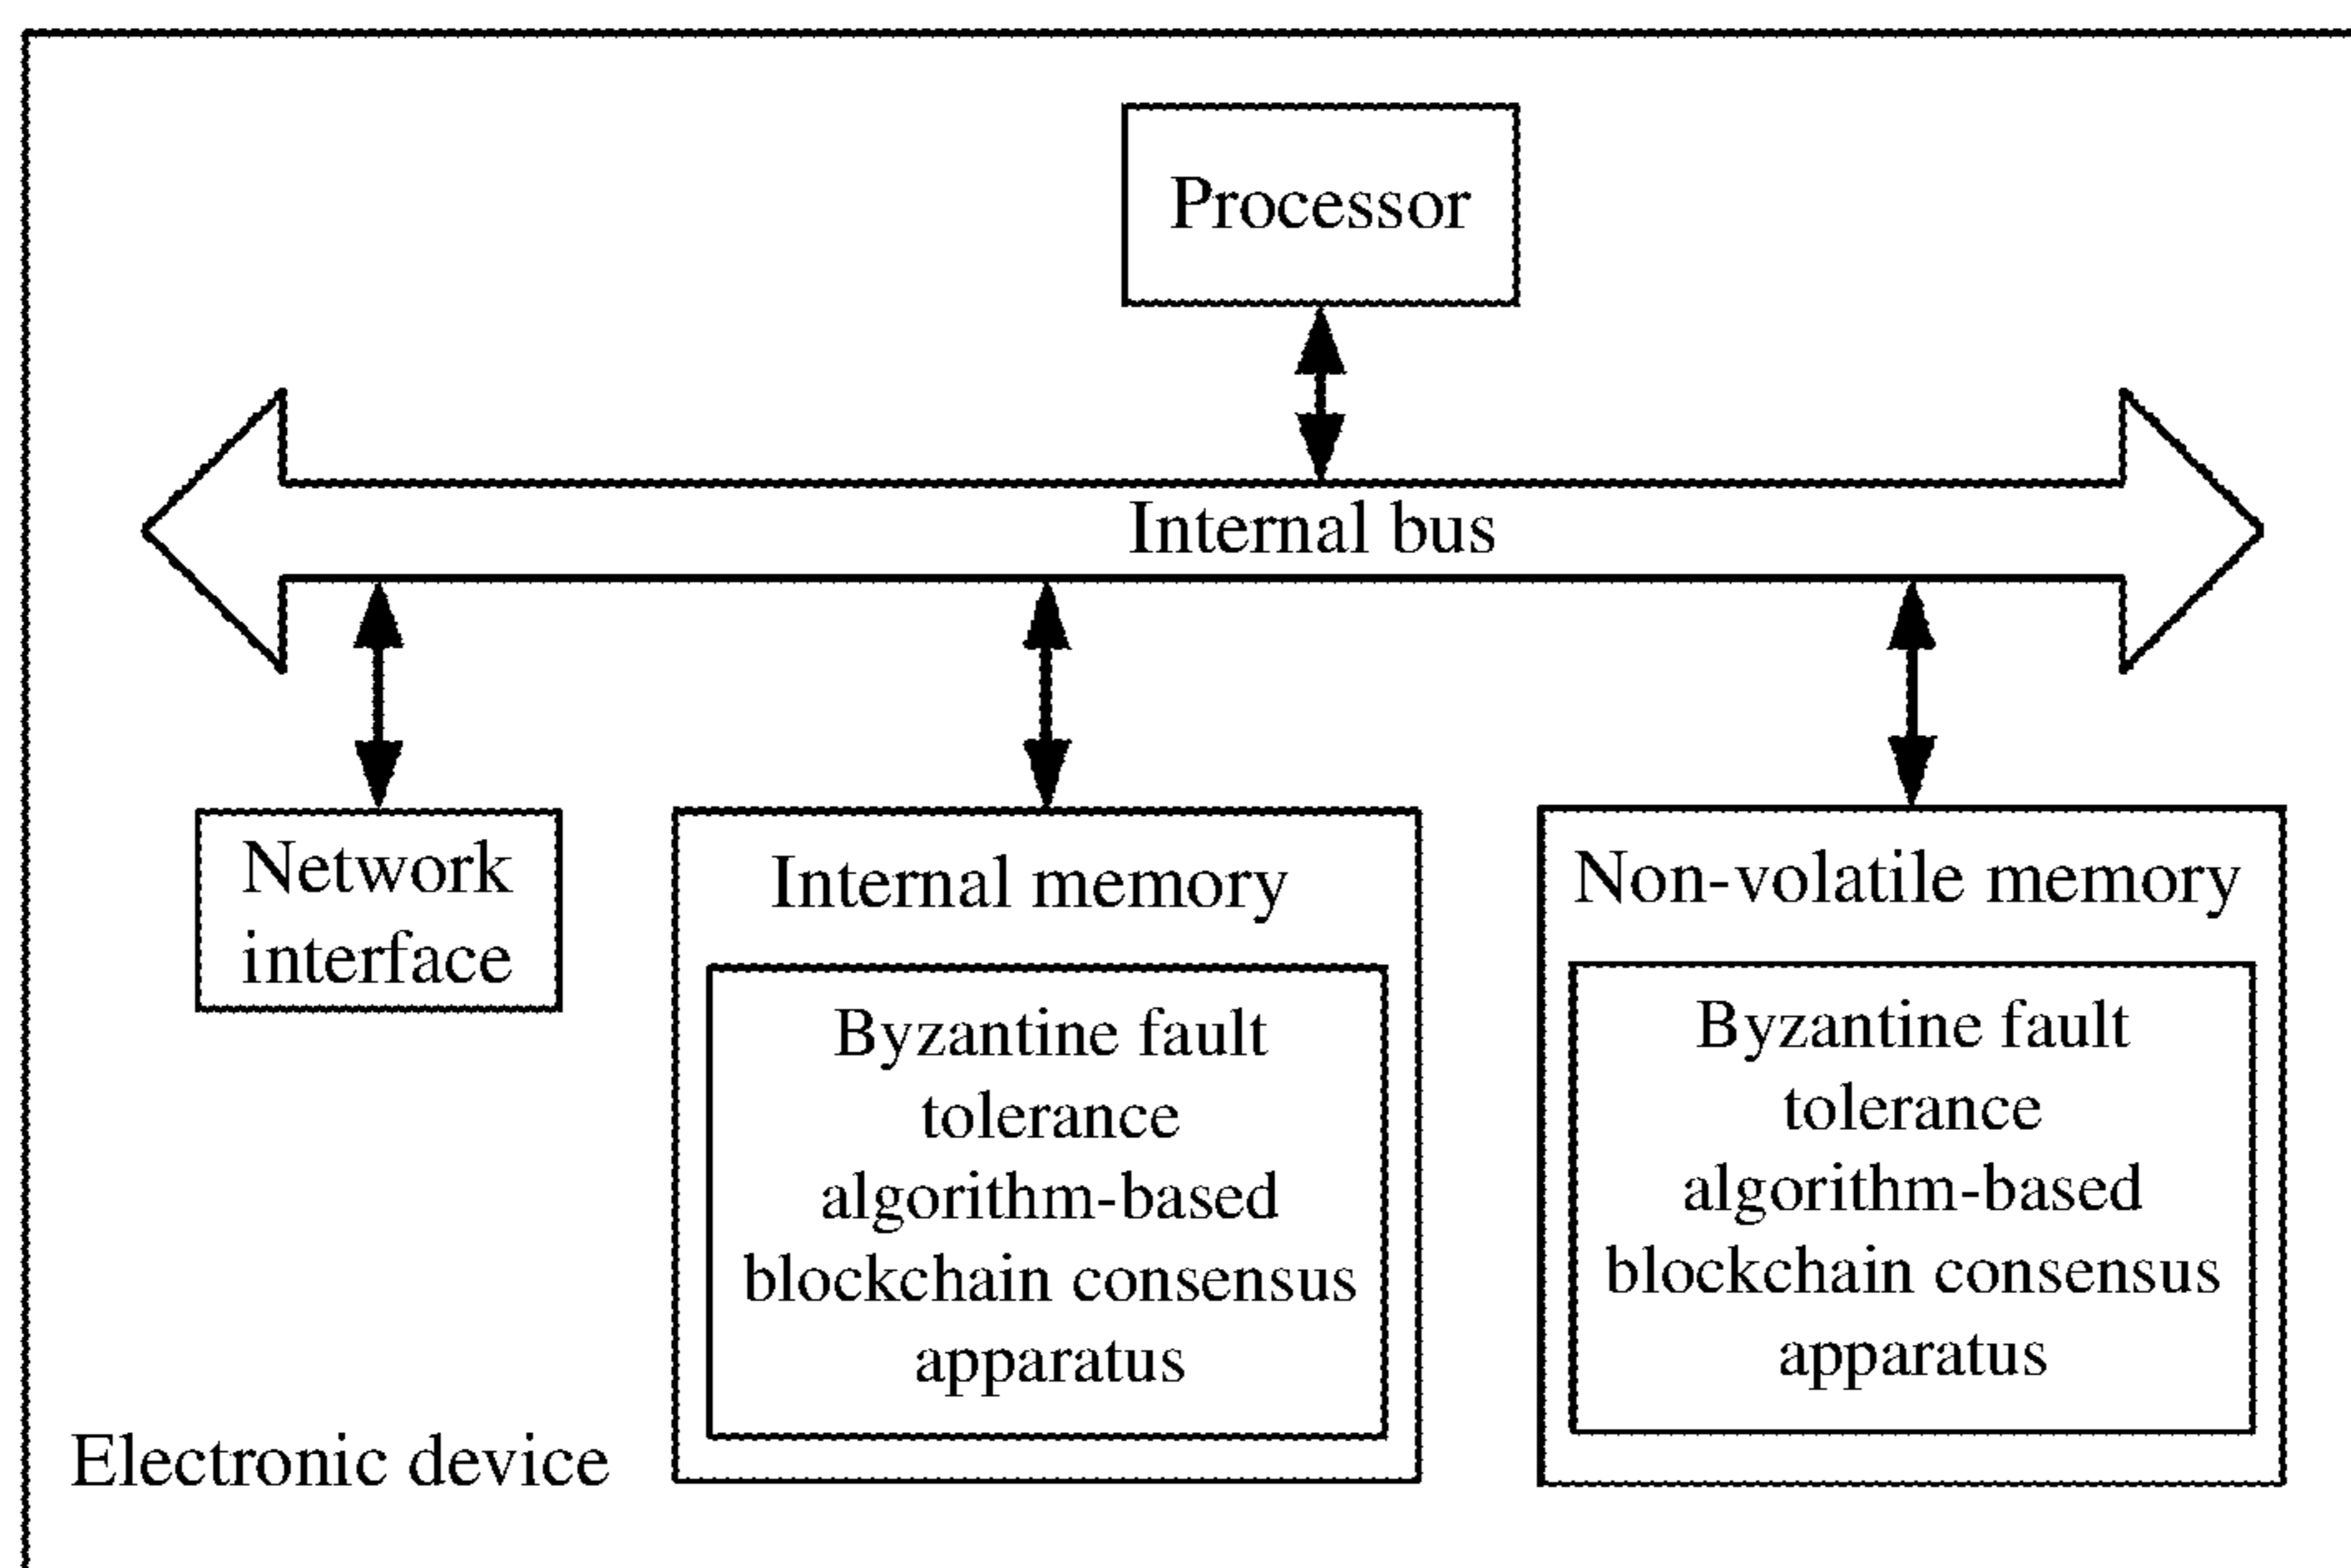 Processor
Internal bus
Network
interface
Internal memory
Byzantine fault
tolerance
algorithm-based
blockchain consensus
apparatus
Non-volatile memory
Byzantine fault
tolerance
algorithm-based
blockchain consensus
apparatus
Electronic device